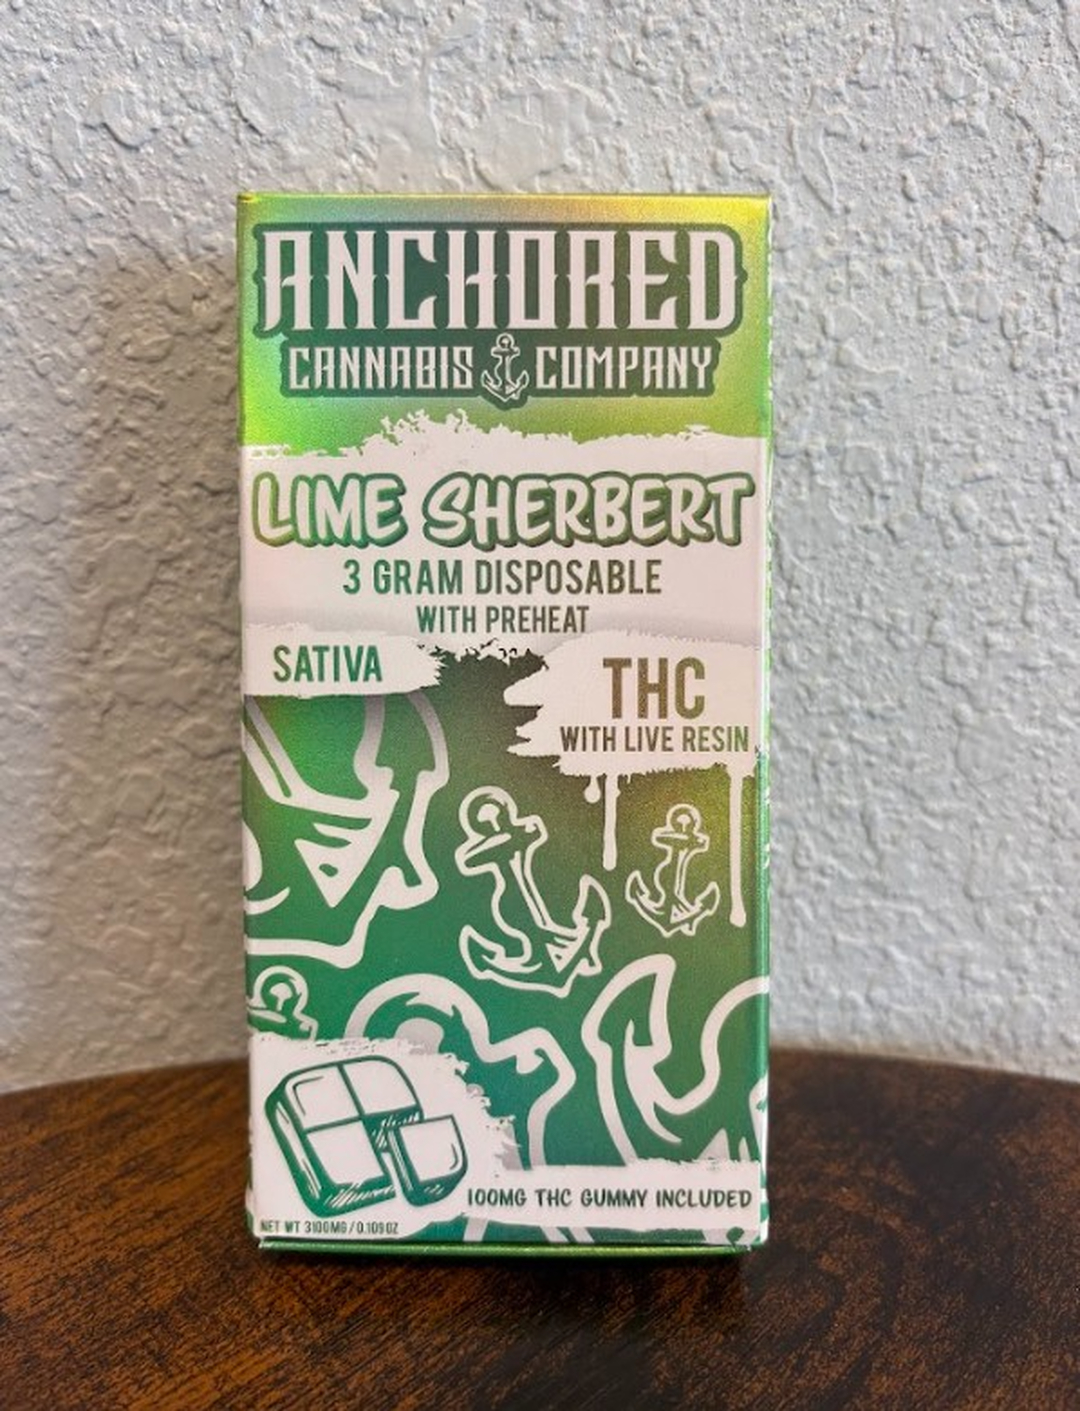 ANCHORED
CANNABIS COMPANY
LIME SHERBERT
3 GRAM DISPOSABLE
WITH PREHEAT
SATIVA
THC
WITH LIVE RESIN
100MG THC GUMMY INCLUDED
NET WT 3100MG / 0.109 OZ